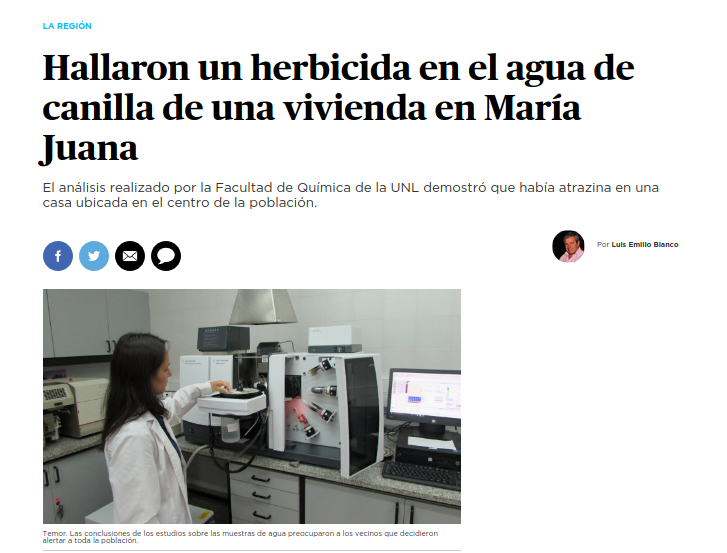 LA REGIÓN
Hallaron un herbicida en el agua de
canilla de una vivienda en María
Juana
El análisis realizado por la Facultad de Química de la UNL demostró que había atrazina en una
casa ubicada en el centro de la población.
Por Luis Emilio Blanco
Temor. Las conclusiones de los estudios sobre las muestras de agua preocuparon a los vecinos que decidieron
alertar a toda la población.